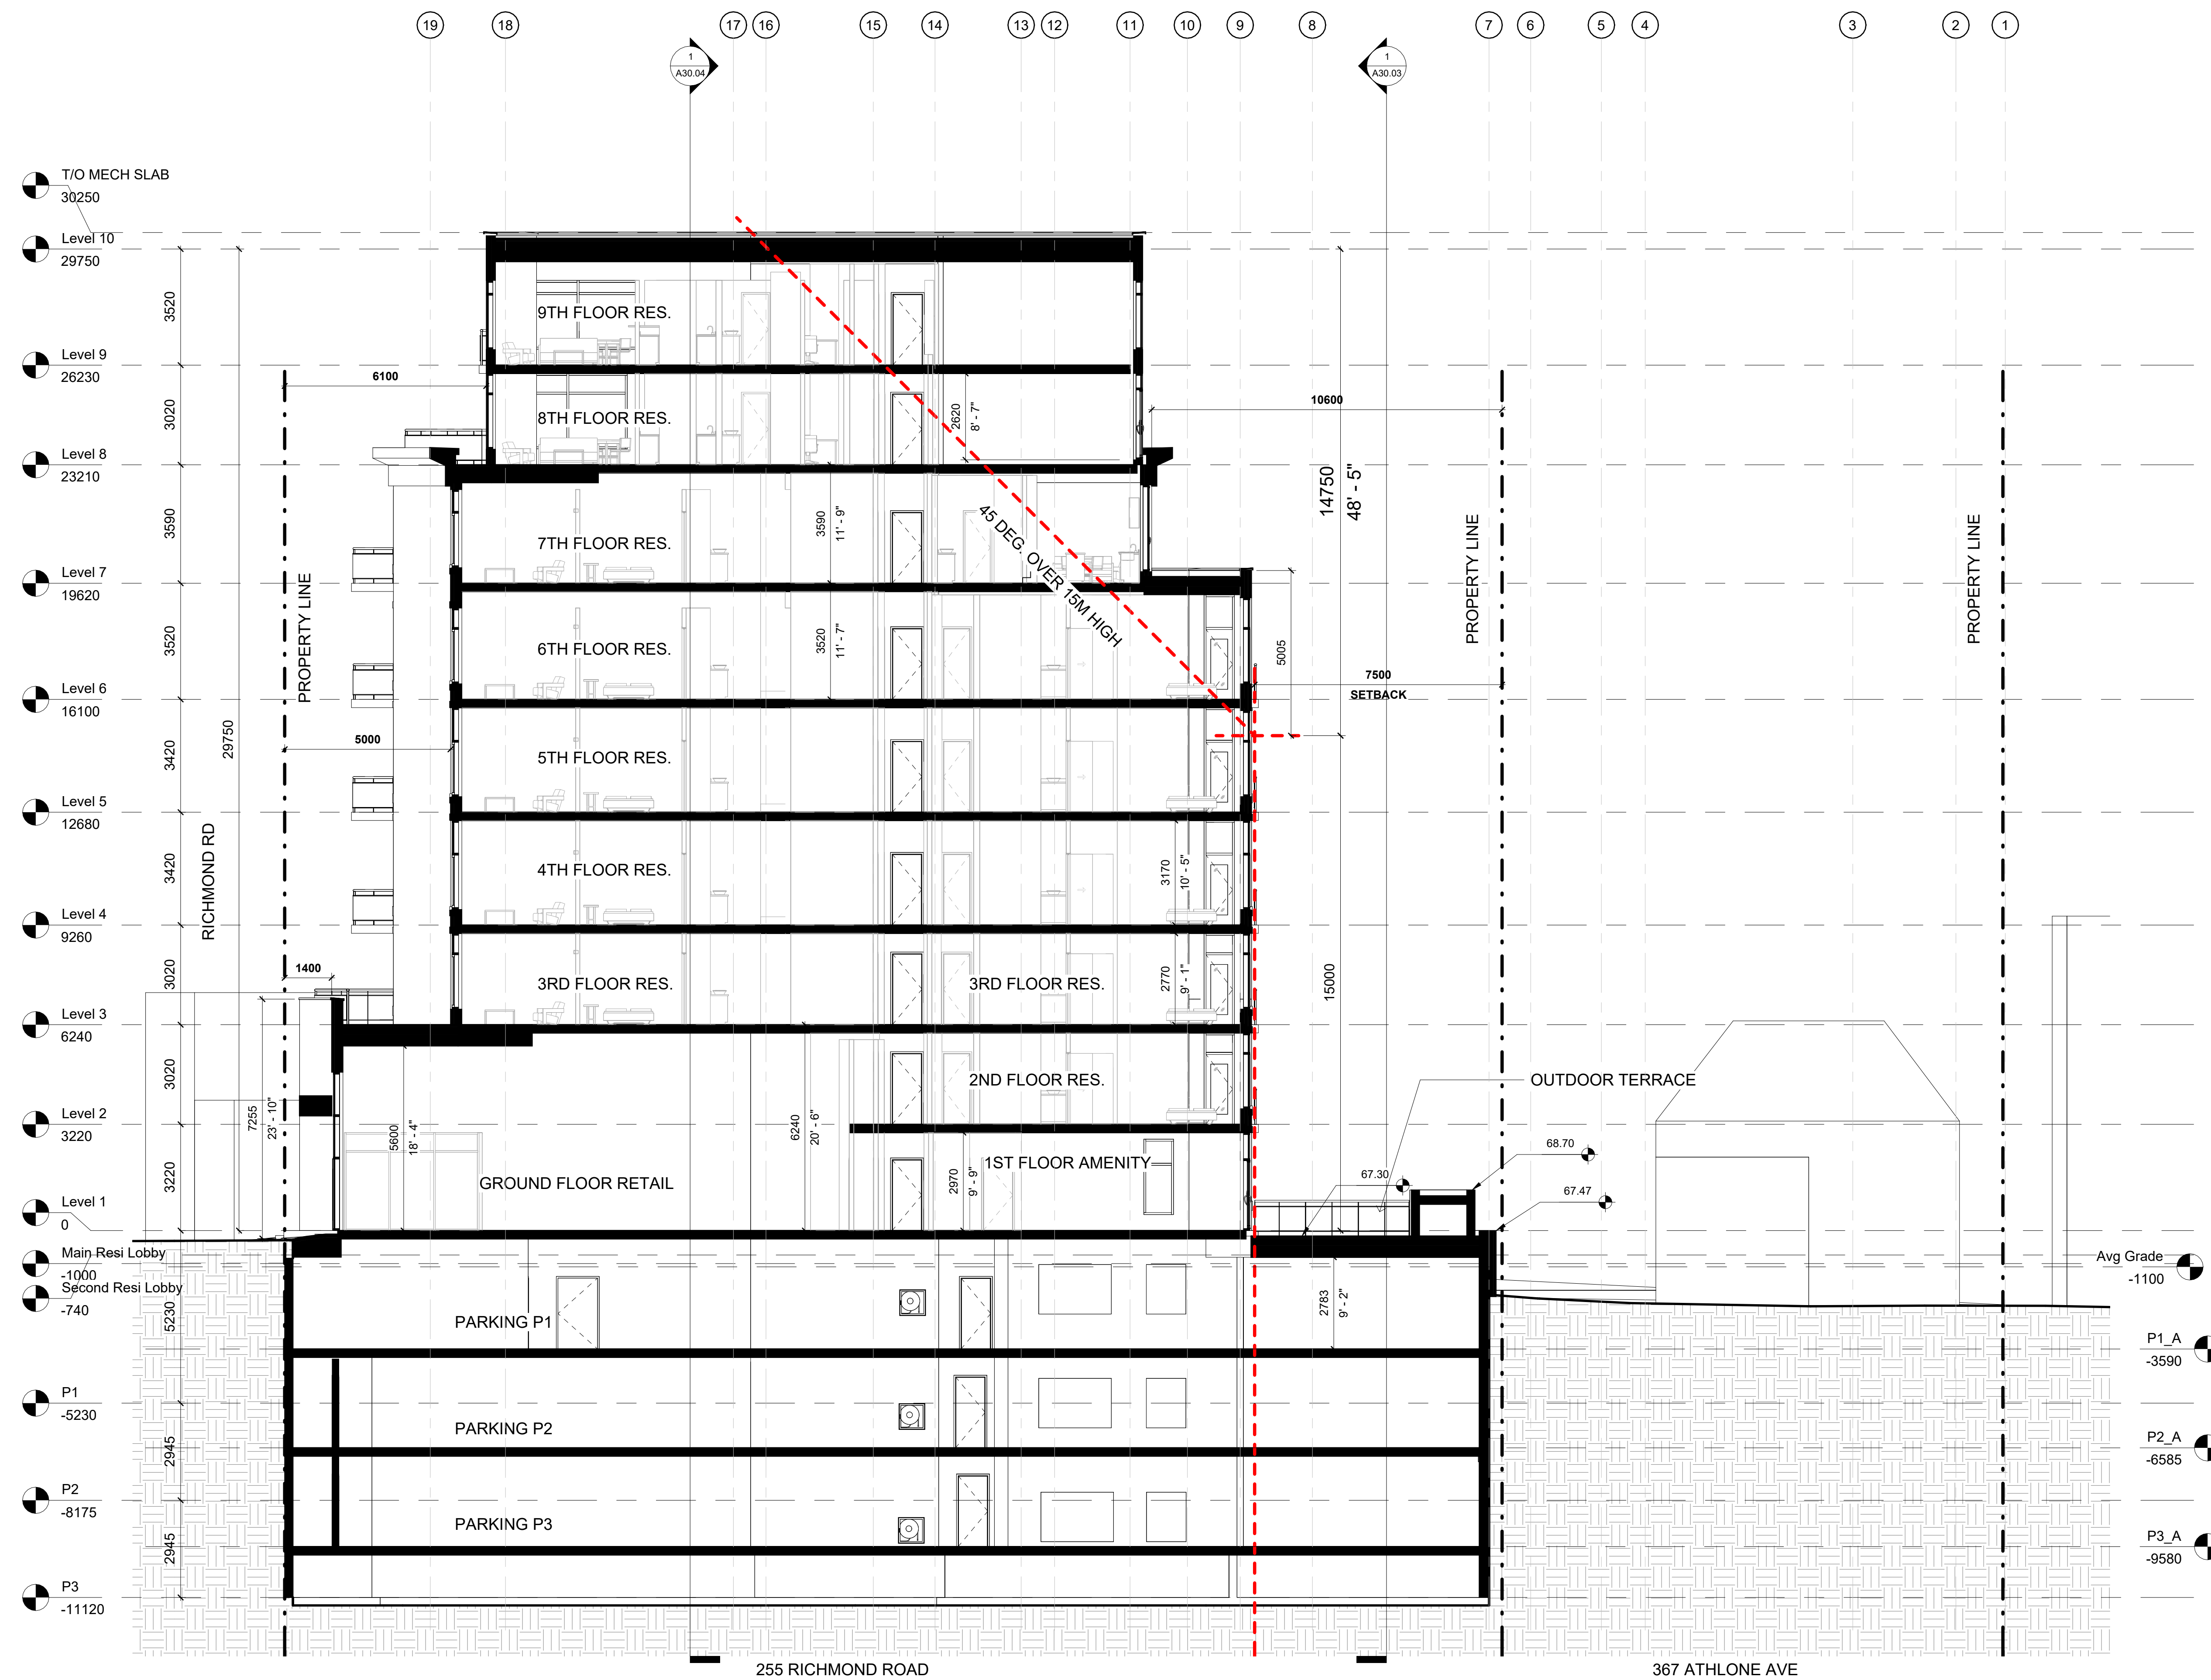 19
18
17
16
15
14
13
12
11
10
9
8
7
6
5
4
3
2
1
1
A30.04
1
A30.03
T/O MECH SLAB
30250
Level 10
29750
Level 9
26230
Level 8
23210
Level 7
19620
Level 6
16100
Level 5
12680
Level 4
9260
Level 3
6240
Level 2
3220
Level 1
0
Main Resi Lobby
-1000
Second Resi Lobby
-740
P1
-5230
P2
-8175
P3
-11120
3520
3020
3590
3520
3420
3420
3020
3020
3220
5230
2945
2945
29750
RICHMOND RD
PROPERTY LINE
6100
5000
1400
7255
23' - 10"
5600
18' - 4"
9TH FLOOR RES.
8TH FLOOR RES.
2620
8' - 7"
7TH FLOOR RES.
3590
11' - 9"
6TH FLOOR RES.
3520
11' - 7"
45 DEG. OVER 15M HIGH
5TH FLOOR RES.
4TH FLOOR RES.
3170
10' - 5"
3RD FLOOR RES.
3RD FLOOR RES.
2770
9' - 1"
2ND FLOOR RES.
6240
20' - 6"
GROUND FLOOR RETAIL
1ST FLOOR AMENITY
2970
9' - 9"
PARKING P1
PARKING P2
PARKING P3
2783
9' - 2"
10600
14750
48' - 5"
5005
7500
SETBACK
15000
PROPERTY LINE
PROPERTY LINE
OUTDOOR TERRACE
68.70
67.30
67.47
Avg Grade
-1100
P1_A
-3590
P2_A
-6585
P3_A
-9580
255 RICHMOND ROAD
367 ATHLONE AVE